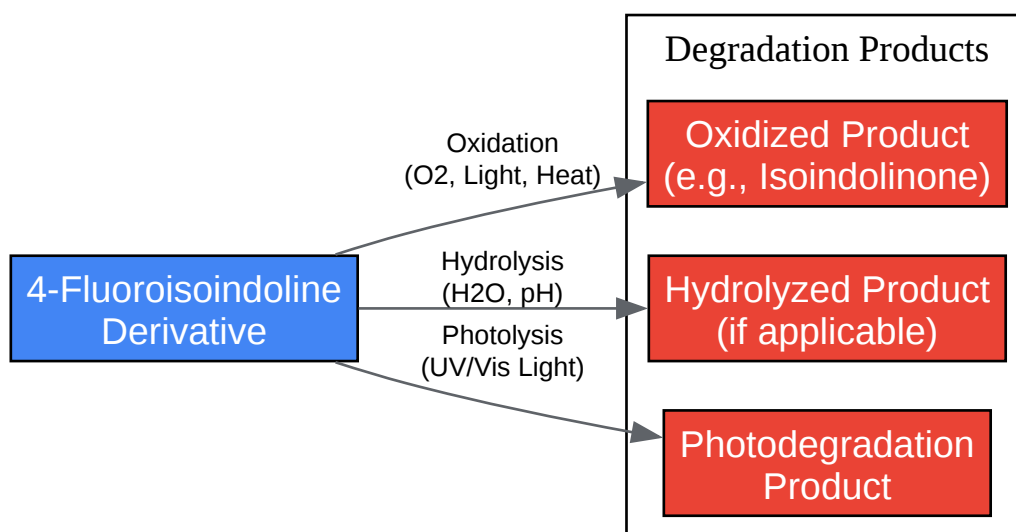 Degradation Products
Oxidation
(O2, Light, Heat)
Oxidized Product
(e.g., Isoindolinone)
4-Fluoroisoindoline
Derivative
Hydrolysis
(H2O, pH)
Hydrolyzed Product
(if applicable)
Photolysis
(UV/Vis Light)
Photodegradation
Product